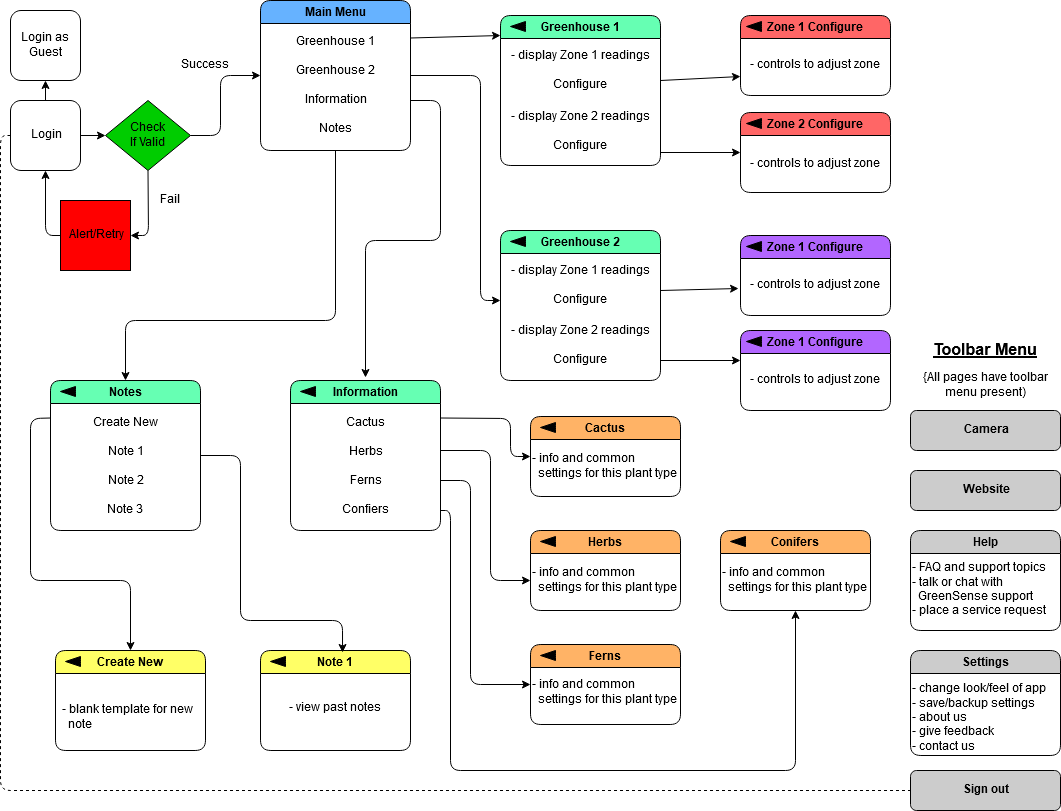 Login as
Guest
Login
Check
If Valid
Success
Fail
Alert/Retry
Main Menu
Greenhouse 1
Greenhouse 2
Information
Notes
Greenhouse 1
- display Zone 1 readings
Configure
- display Zone 2 readings
Configure
Zone 1 Configure
- controls to adjust zone
Zone 2 Configure
- controls to adjust zone
Greenhouse 2
- display Zone 1 readings
Configure
- display Zone 2 readings
Configure
Zone 1 Configure
- controls to adjust zone
Zone 1 Configure
- controls to adjust zone
Notes
Create New
Note 1
Note 2
Note 3
Information
Cactus
Herbs
Ferns
Confiers
Cactus
- info and common
settings for this plant type
Herbs
- info and common
settings for this plant type
Conifers
- info and common
settings for this plant type
Ferns
- info and common
settings for this plant type
Create New
- blank template for new
note
Note 1
- view past notes
Toolbar Menu
{All pages have toolbar
menu present)
Camera
Website
Help
- FAQ and support topics
- talk or chat with
GreenSense support
- place a service request
Settings
- change look/feel of app
- save/backup settings
- about us
- give feedback
- contact us
Sign out